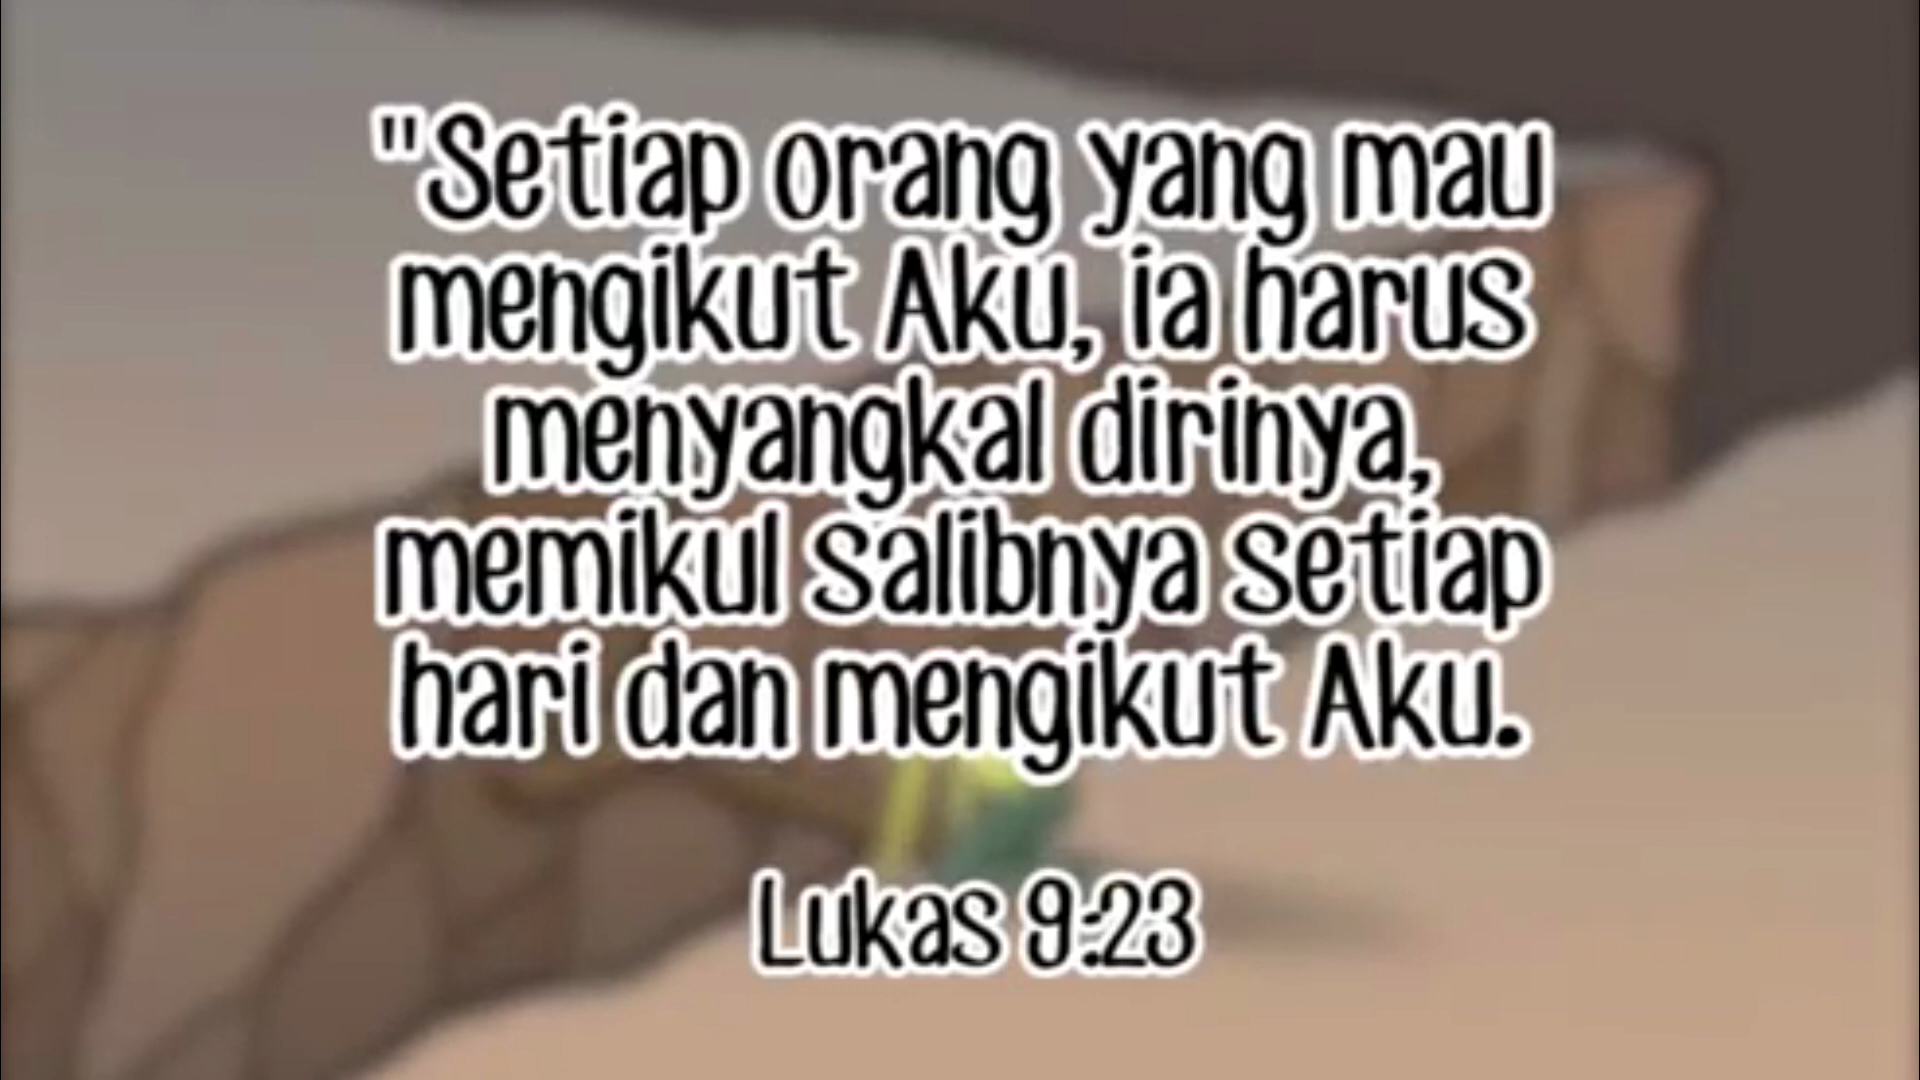 "Setiap orang yang mau
mengikut Aku, ia harus
menyangkal dirinya,
memikul salibnya setiap
hari dan mengikut Aku.
Lukas 9:23